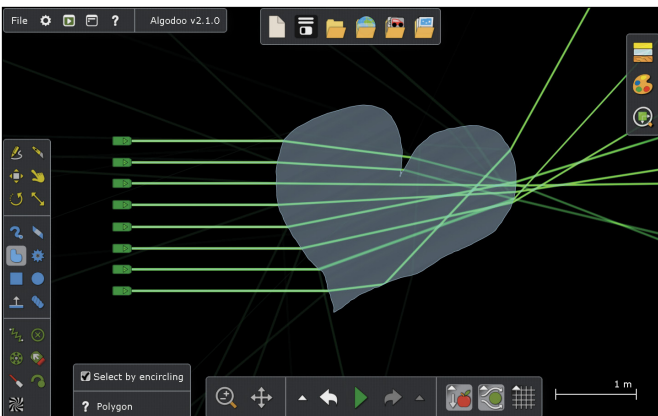 File ? Algodoo v2.1.0
Select by encircling
? Polygon
1 m